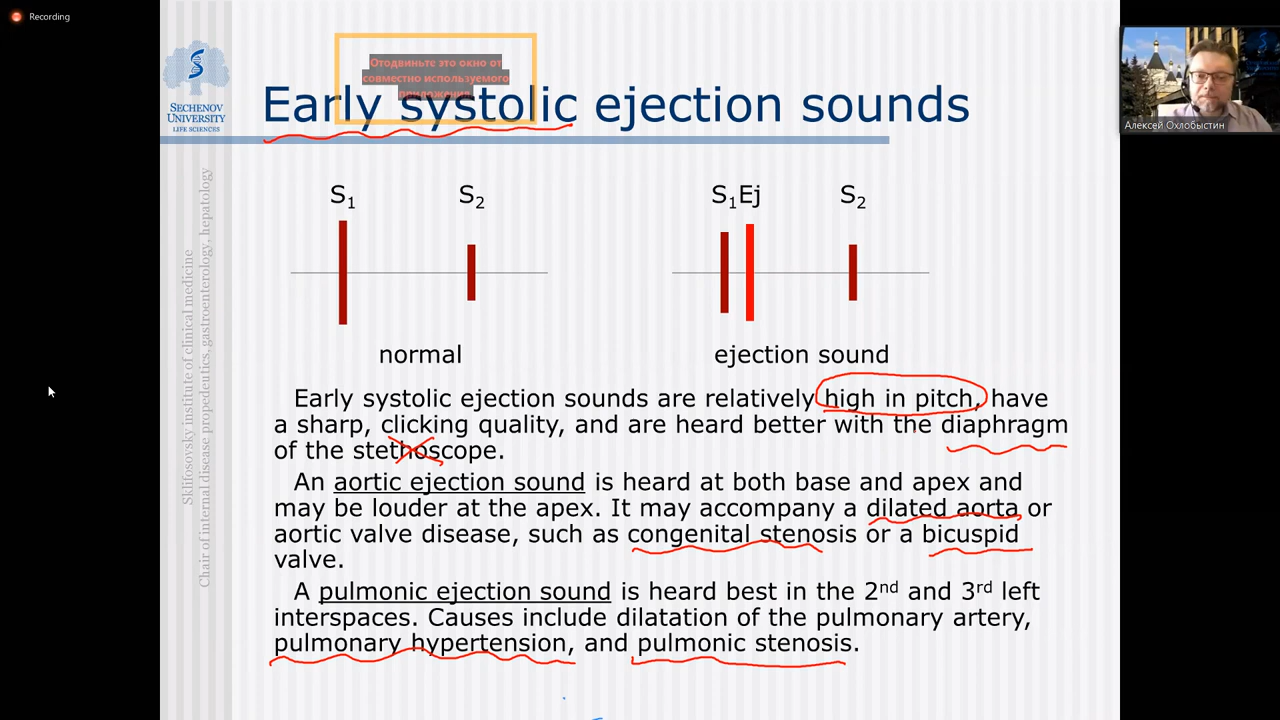 Recording
Отодвиньте это окно от
совместно используемого
приложения.
SECHENOV
UNIVERSITY
LIFE SCIENCES
Early systolic ejection sounds
Алексей Охлобыстин
Sklifosovsky institute of clinical medicine
Chair of internal disease propedeutics, gastroenterology, hepatology
S1 S2 S1Ej S2
normal ejection sound
Early systolic ejection sounds are relatively high in pitch, have
a sharp, clicking quality, and are heard better with the diaphragm
of the stethoscope.
An aortic ejection sound is heard at both base and apex and
may be louder at the apex. It may accompany a dilated aorta or
aortic valve disease, such as congenital stenosis or a bicuspid
valve.
A pulmonic ejection sound is heard best in the 2nd and 3rd left
interspaces. Causes include dilatation of the pulmonary artery,
pulmonary hypertension, and pulmonic stenosis.